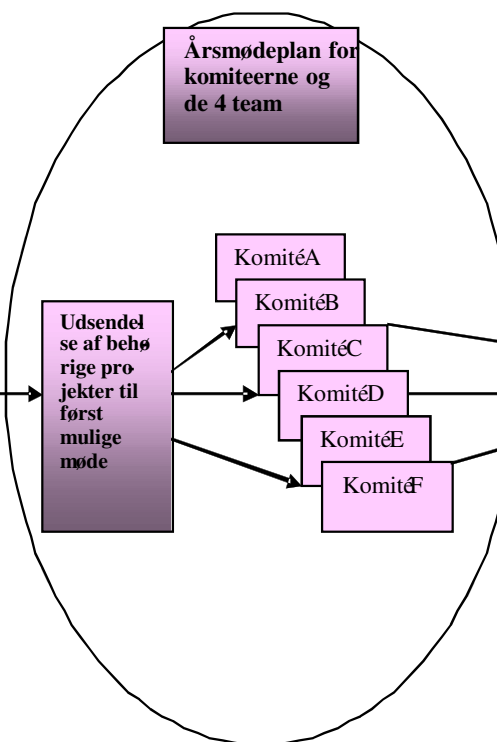 Årsmødeplan for
komiteerne og
de 4 team
KomitéA
KomitéB
KomitéC
KomitéD
KomitéE
KomitéF
Udsendel
se af behø
rige pro-
jekter til
først
mulige
møde